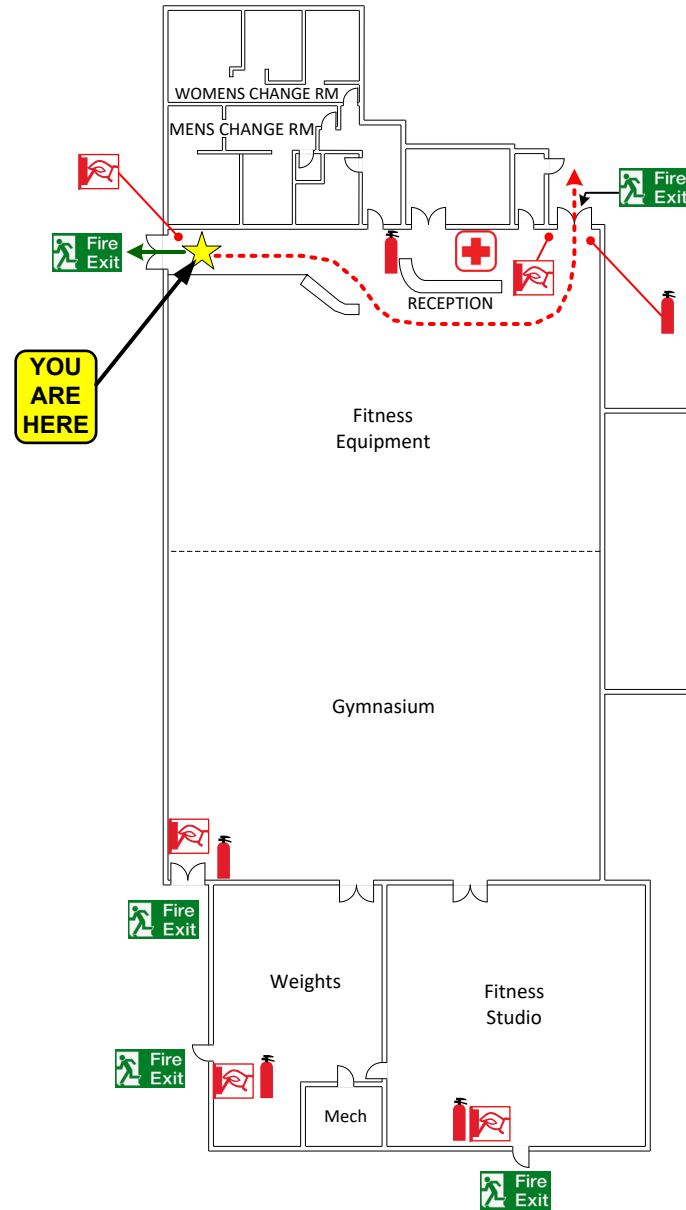 WOMENS CHANGE RM
MENS CHANGE RM
Fire
Exit
Fire
Exit
RECEPTION
YOU
ARE
HERE
Fitness
Equipment
Gymnasium
Fire
Exit
Weights
Fitness
Studio
Fire
Exit
Mech
Fire
Exit